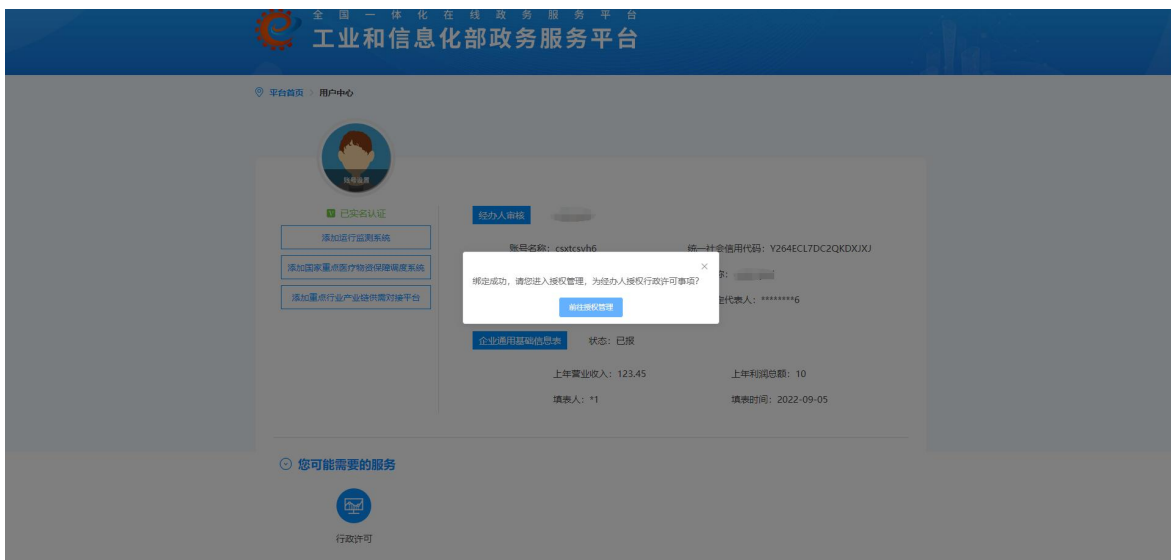 全国一体化在线政务服务平台
工业和信息化部政务服务平台
平台首页 > 用户中心
账号设置
已实名认证
添加运行监测系统
添加国家重点医疗物资保障调度系统
添加重点行业产业链供需对接平台
经办人审核
账号名称：csxtcsyh6
统一社会信用代码：Y264ECL7DC2QKDXJXJ
绑定成功，请您进入授权管理，为经办人授权行政许可事项？
前往授权管理
定代表人：********6
企业通用基础信息表 状态：已报
上年营业收入：123.45 上年利润总额：10
填表人：*1 填表时间：2022-09-05
您可能需要的服务
行政许可